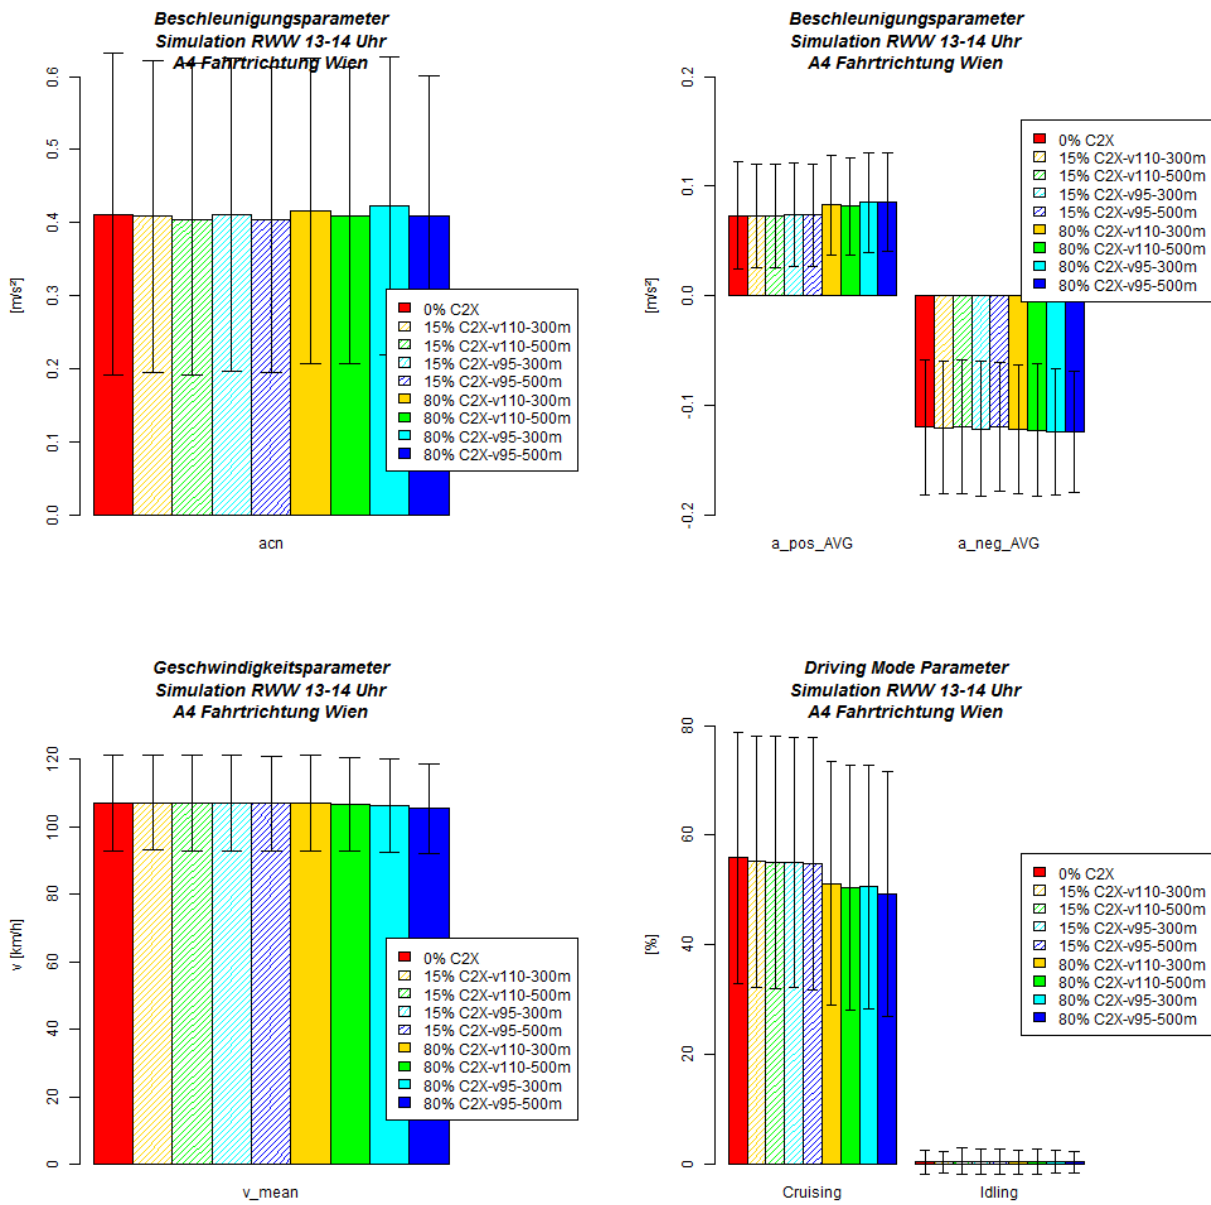 Beschleunigungsparameter
Simulation RWW 13-14 Uhr
A4 Fahrtrichtung Wien
[m/s²]
0.6
0.5
0.4
0.3
0.2
0.1
0.0
0% C2X
15% C2X-v110-300m
15% C2X-v110-500m
15% C2X-v95-300m
15% C2X-v95-500m
80% C2X-v110-300m
80% C2X-v110-500m
80% C2X-v95-300m
80% C2X-v95-500m
acn
Beschleunigungsparameter
Simulation RWW 13-14 Uhr
A4 Fahrtrichtung Wien
[m/s²]
0.2
0.1
0.0
-0.1
-0.2
0% C2X
15% C2X-v110-300m
15% C2X-v110-500m
15% C2X-v95-300m
15% C2X-v95-500m
80% C2X-v110-300m
80% C2X-v110-500m
80% C2X-v95-300m
80% C2X-v95-500m
a_pos_AVG
a_neg_AVG
Geschwindigkeitsparameter
Simulation RWW 13-14 Uhr
A4 Fahrtrichtung Wien
v [km/h]
120
100
80
60
40
20
0
0% C2X
15% C2X-v110-300m
15% C2X-v110-500m
15% C2X-v95-300m
15% C2X-v95-500m
80% C2X-v110-300m
80% C2X-v110-500m
80% C2X-v95-300m
80% C2X-v95-500m
v_mean
Driving Mode Parameter
Simulation RWW 13-14 Uhr
A4 Fahrtrichtung Wien
[%]
80
60
40
20
0
0% C2X
15% C2X-v110-300m
15% C2X-v110-500m
15% C2X-v95-300m
15% C2X-v95-500m
80% C2X-v110-300m
80% C2X-v110-500m
80% C2X-v95-300m
80% C2X-v95-500m
Cruising
Idling